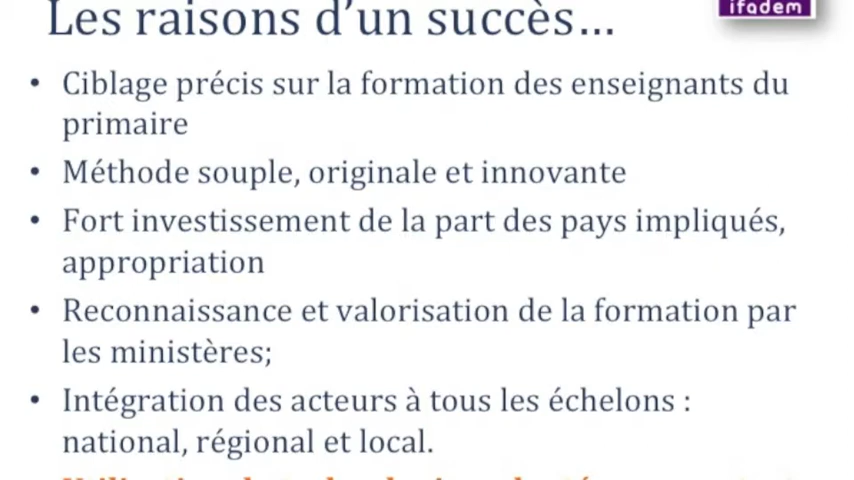 Les raisons d'un succès...
ifadem
• Ciblage précis sur la formation des enseignants du
primaire
• Méthode souple, originale et innovante
• Fort investissement de la part des pays impliqués,
appropriation
• Reconnaissance et valorisation de la formation par
les ministères;
• Intégration des acteurs à tous les échelons :
national, régional et local.